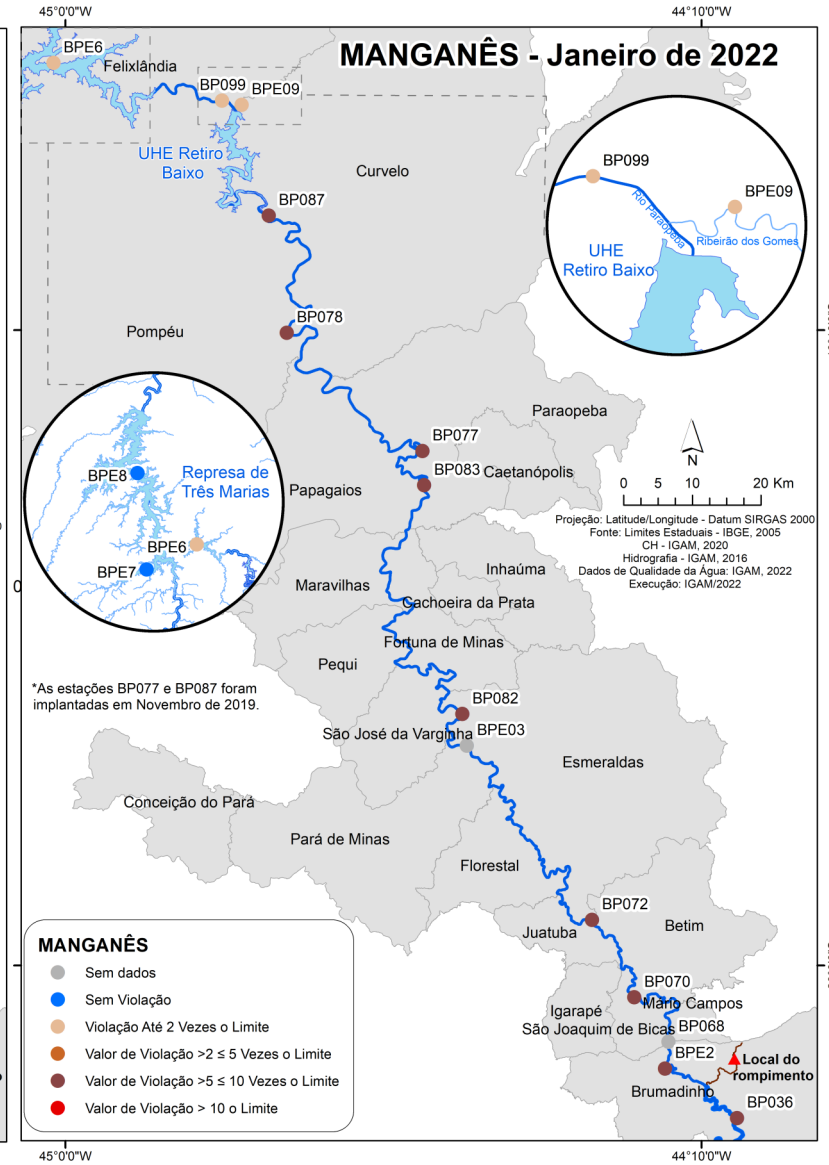 45°0'0"W
44°10'0"W
MANGANÊS - Janeiro de 2022
BPE6
Felixlândia
BP099
BPE09
UHE Retiro
Baixo
Curvelo
BP087
BP099
BPE09
Rio Paraopeba
Ribeirão dos Gomes
UHE
Retiro Baixo
BP078
Pompéu
Paraopeba
BP077
BP083
Caetanópolis
Papagaios
BPE8
Represa de
Três Marias
BPE6
BPE7
N
0 5 10 20 Km
Projeção: Latitude/Longitude - Datum SIRGAS 2000
Fonte: Limites Estaduais - IBGE, 2005
CH - IGAM, 2020
Hidrografia - IGAM, 2016
Dados de Qualidade da Água: IGAM, 2022
Execução: IGAM/2022
Inhaúma
Maravilhas
Cachoeira da Prata
Fortuna de Minas
Pequi
*As estações BP077 e BP087 foram
implantadas em Novembro de 2019.
BP082
São José da Varginha
BPE03
Esmeraldas
Conceição do Pará
Pará de Minas
Florestal
BP072
Juatuba
Betim
BP070
Mário Campos
Igarapé
São Joaquim de Bicas
BP068
BPE2
Local do
rompimento
Brumadinho
BP036
MANGANÊS
Sem dados
Sem Violação
Violação Até 2 Vezes o Limite
Valor de Violação >2 ≤ 5 Vezes o Limite
Valor de Violação >5 ≤ 10 Vezes o Limite
Valor de Violação > 10 o Limite
45°0'0"W
44°10'0"W